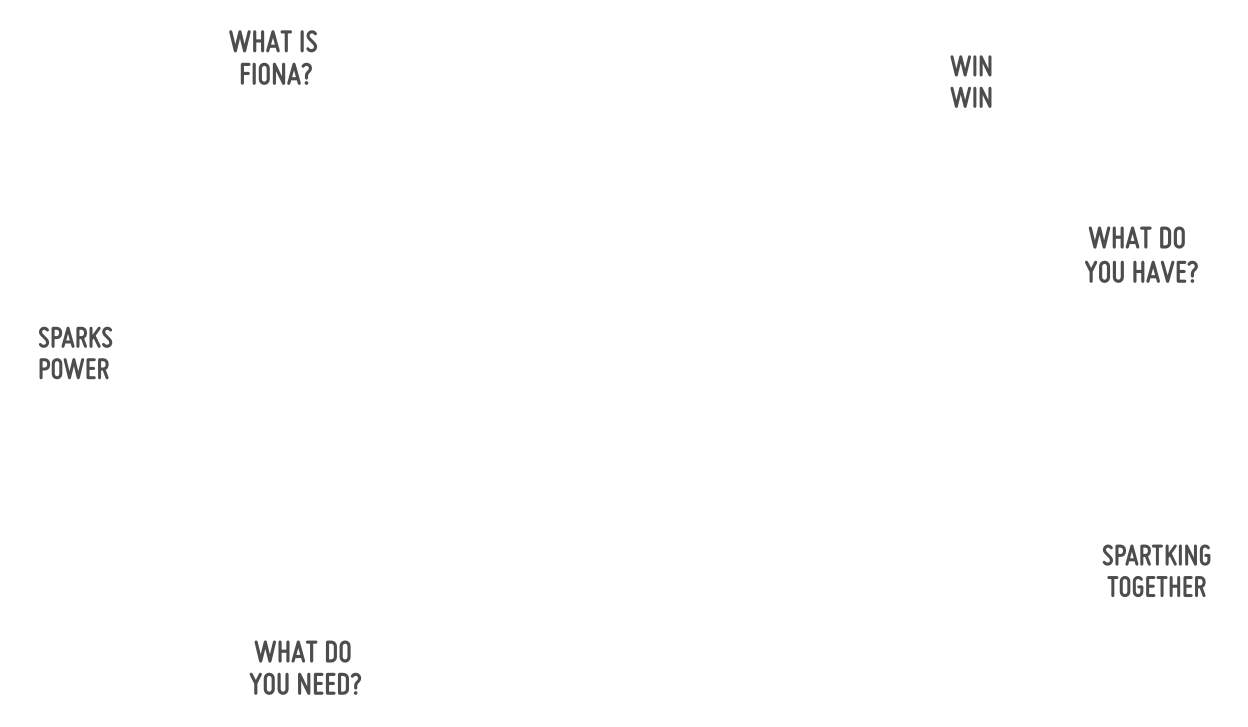 WHAT IS
FIONA?
WIN
WIN
WHAT DO
YOU HAVE?
SPARKS
POWER
SPARTKING
TOGETHER
WHAT DO
YOU NEED?